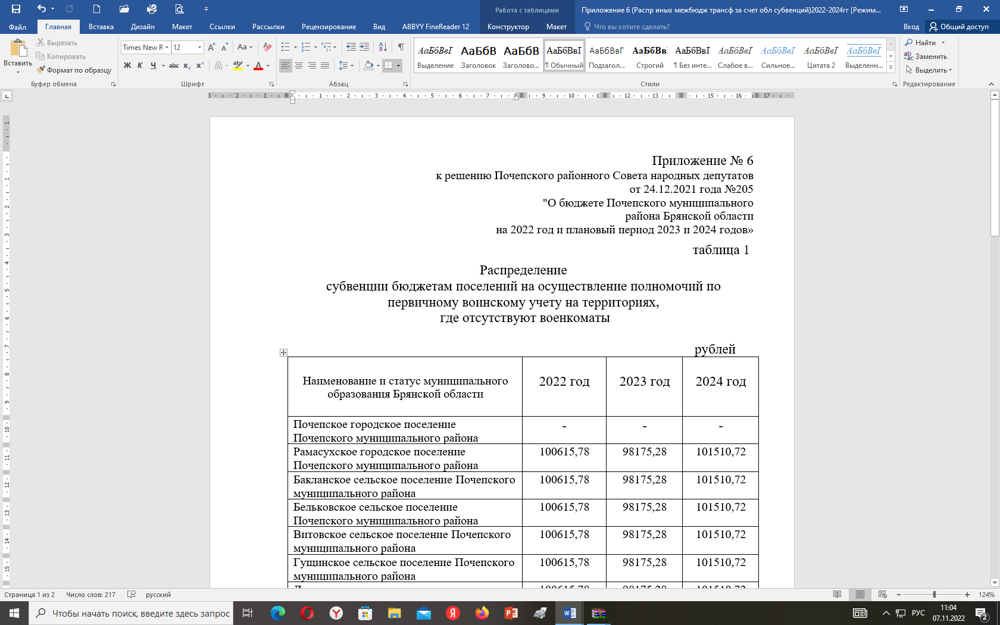 Работа с таблицами
Приложение 6 (Распр иных межбюдж трансф за счет обл субвенций)2022-2024гг [Режим...
Файл
Главная
Вставка
Дизайн
Макет
Ссылки
Рассылки
Рецензирование
Вид
ABBYY FineReader 12
Конструктор
Макет
Что вы хотите сделать?
Вход
Общий доступ
Вставить
Вырезать
Копировать
Формат по образцу
Буфер обмена
Times New R
12
Aa
Ж К Ч abc x₂ x²
Шрифт
Абзац
АаБбВвІ Выделение
АаБбВ Заголовок
АаБбВ Заголово...
АаБбВвІ ¶ Обычный
АаБбВвГ Подзагол...
АаБбВв Строгий
АаБбВвІ ¶ Без инте...
АаБбВвІ Слабое в...
АаБбВвІ Сильное...
АаБбВвІ Цитата 2
АаБбВвІ Выделенн...
Стили
Найти
Заменить
Выделить
Редактирование
Приложение № 6
к решению Почепского районного Совета народных депутатов
от 24.12.2021 года №205
"О бюджете Почепского муниципального
района Брянской области
на 2022 год и плановый период 2023 и 2024 годов»
таблица 1
Распределение
субвенции бюджетам поселений на осуществление полномочий по
первичному воинскому учету на территориях,
где отсутствуют военкоматы
рублей
Наименование и статус муниципального
образования Брянской области
2022 год
2023 год
2024 год
Почепское городское поселение
Почепского муниципального района
- - -
Рамасухское городское поселение
Почепского муниципального района
100615,78 98175,28 101510,72
Бакланское сельское поселение Почепского
муниципального района
100615,78 98175,28 101510,72
Бельковское сельское поселение
Почепского муниципального района
100615,78 98175,28 101510,72
Витовское сельское поселение Почепского
муниципального района
100615,78 98175,28 101510,72
Гущинское сельское поселение Почепского
муниципального района
100615,78 98175,28 101510,72
Страница 1 из 2
Число слов: 217
русский
124%
Чтобы начать поиск, введите здесь запрос
РУС
11:04
07.11.2022
2